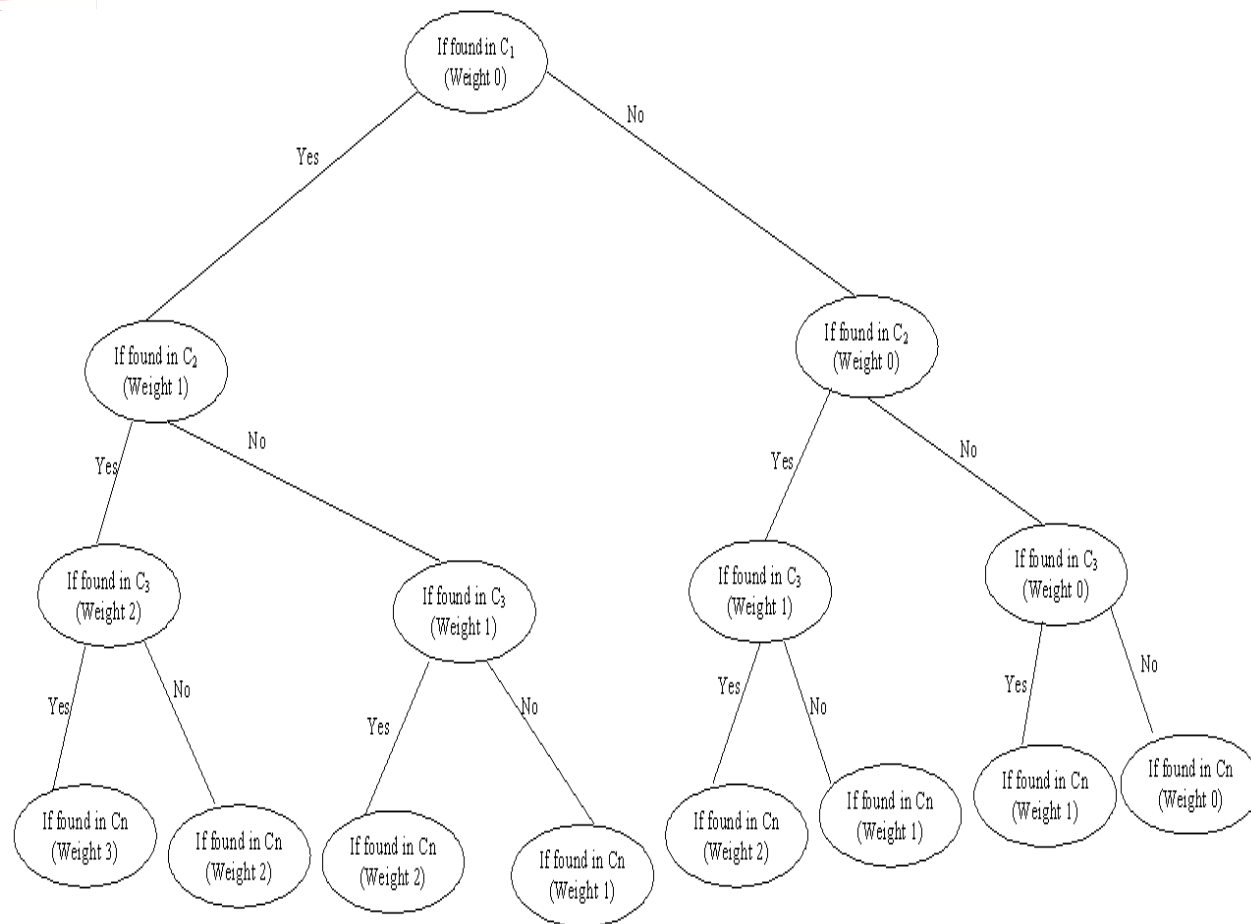 If found in C₁
(Weight 0)
Yes
No
If found in C₂
(Weight 1)
If found in C₂
(Weight 0)
Yes
No
Yes
No
If found in C₃
(Weight 2)
If found in C₃
(Weight 1)
If found in C₃
(Weight 1)
If found in C₃
(Weight 0)
Yes
No
Yes
No
Yes
No
Yes
No
If found in Cn
(Weight 3)
If found in Cn
(Weight 2)
If found in Cn
(Weight 2)
If found in Cn
(Weight 1)
If found in Cn
(Weight 2)
If found in Cn
(Weight 1)
If found in Cn
(Weight 1)
If found in Cn
(Weight 0)